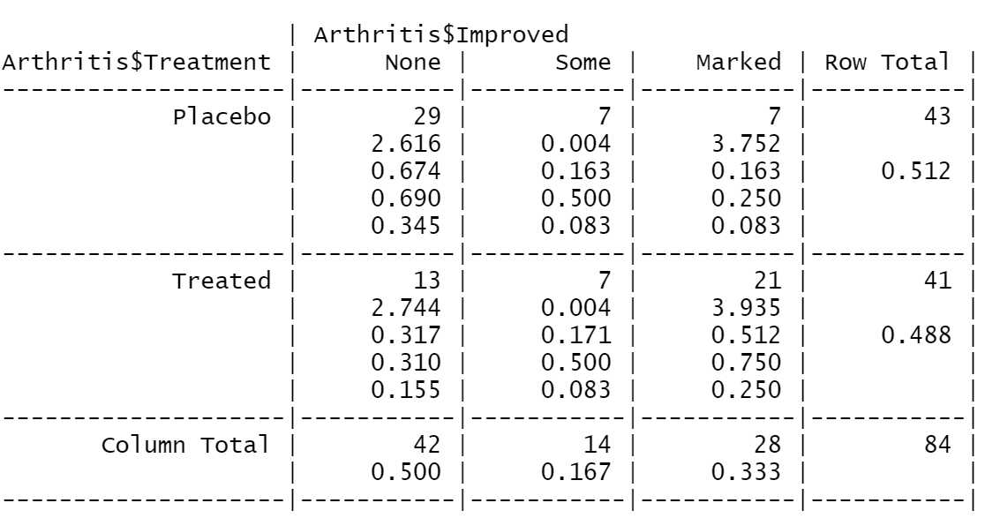 | Arthritis$Improved
Arthritis$Treatment |      None |      Some |    Marked | Row Total |
--------------------|-----------|-----------|-----------|-----------|
            Placebo |        29 |         7 |         7 |        43 |
                    |     2.616 |     0.004 |     3.752 |           |
                    |     0.674 |     0.163 |     0.163 |     0.512 |
                    |     0.690 |     0.500 |     0.250 |           |
                    |     0.345 |     0.083 |     0.083 |           |
--------------------|-----------|-----------|-----------|-----------|
            Treated |        13 |         7 |        21 |        41 |
                    |     2.744 |     0.004 |     3.935 |           |
                    |     0.317 |     0.171 |     0.512 |     0.488 |
                    |     0.310 |     0.500 |     0.750 |           |
                    |     0.155 |     0.083 |     0.250 |           |
--------------------|-----------|-----------|-----------|-----------|
       Column Total |        42 |        14 |        28 |        84 |
                    |     0.500 |     0.167 |     0.333 |           |
--------------------|-----------|-----------|-----------|-----------|